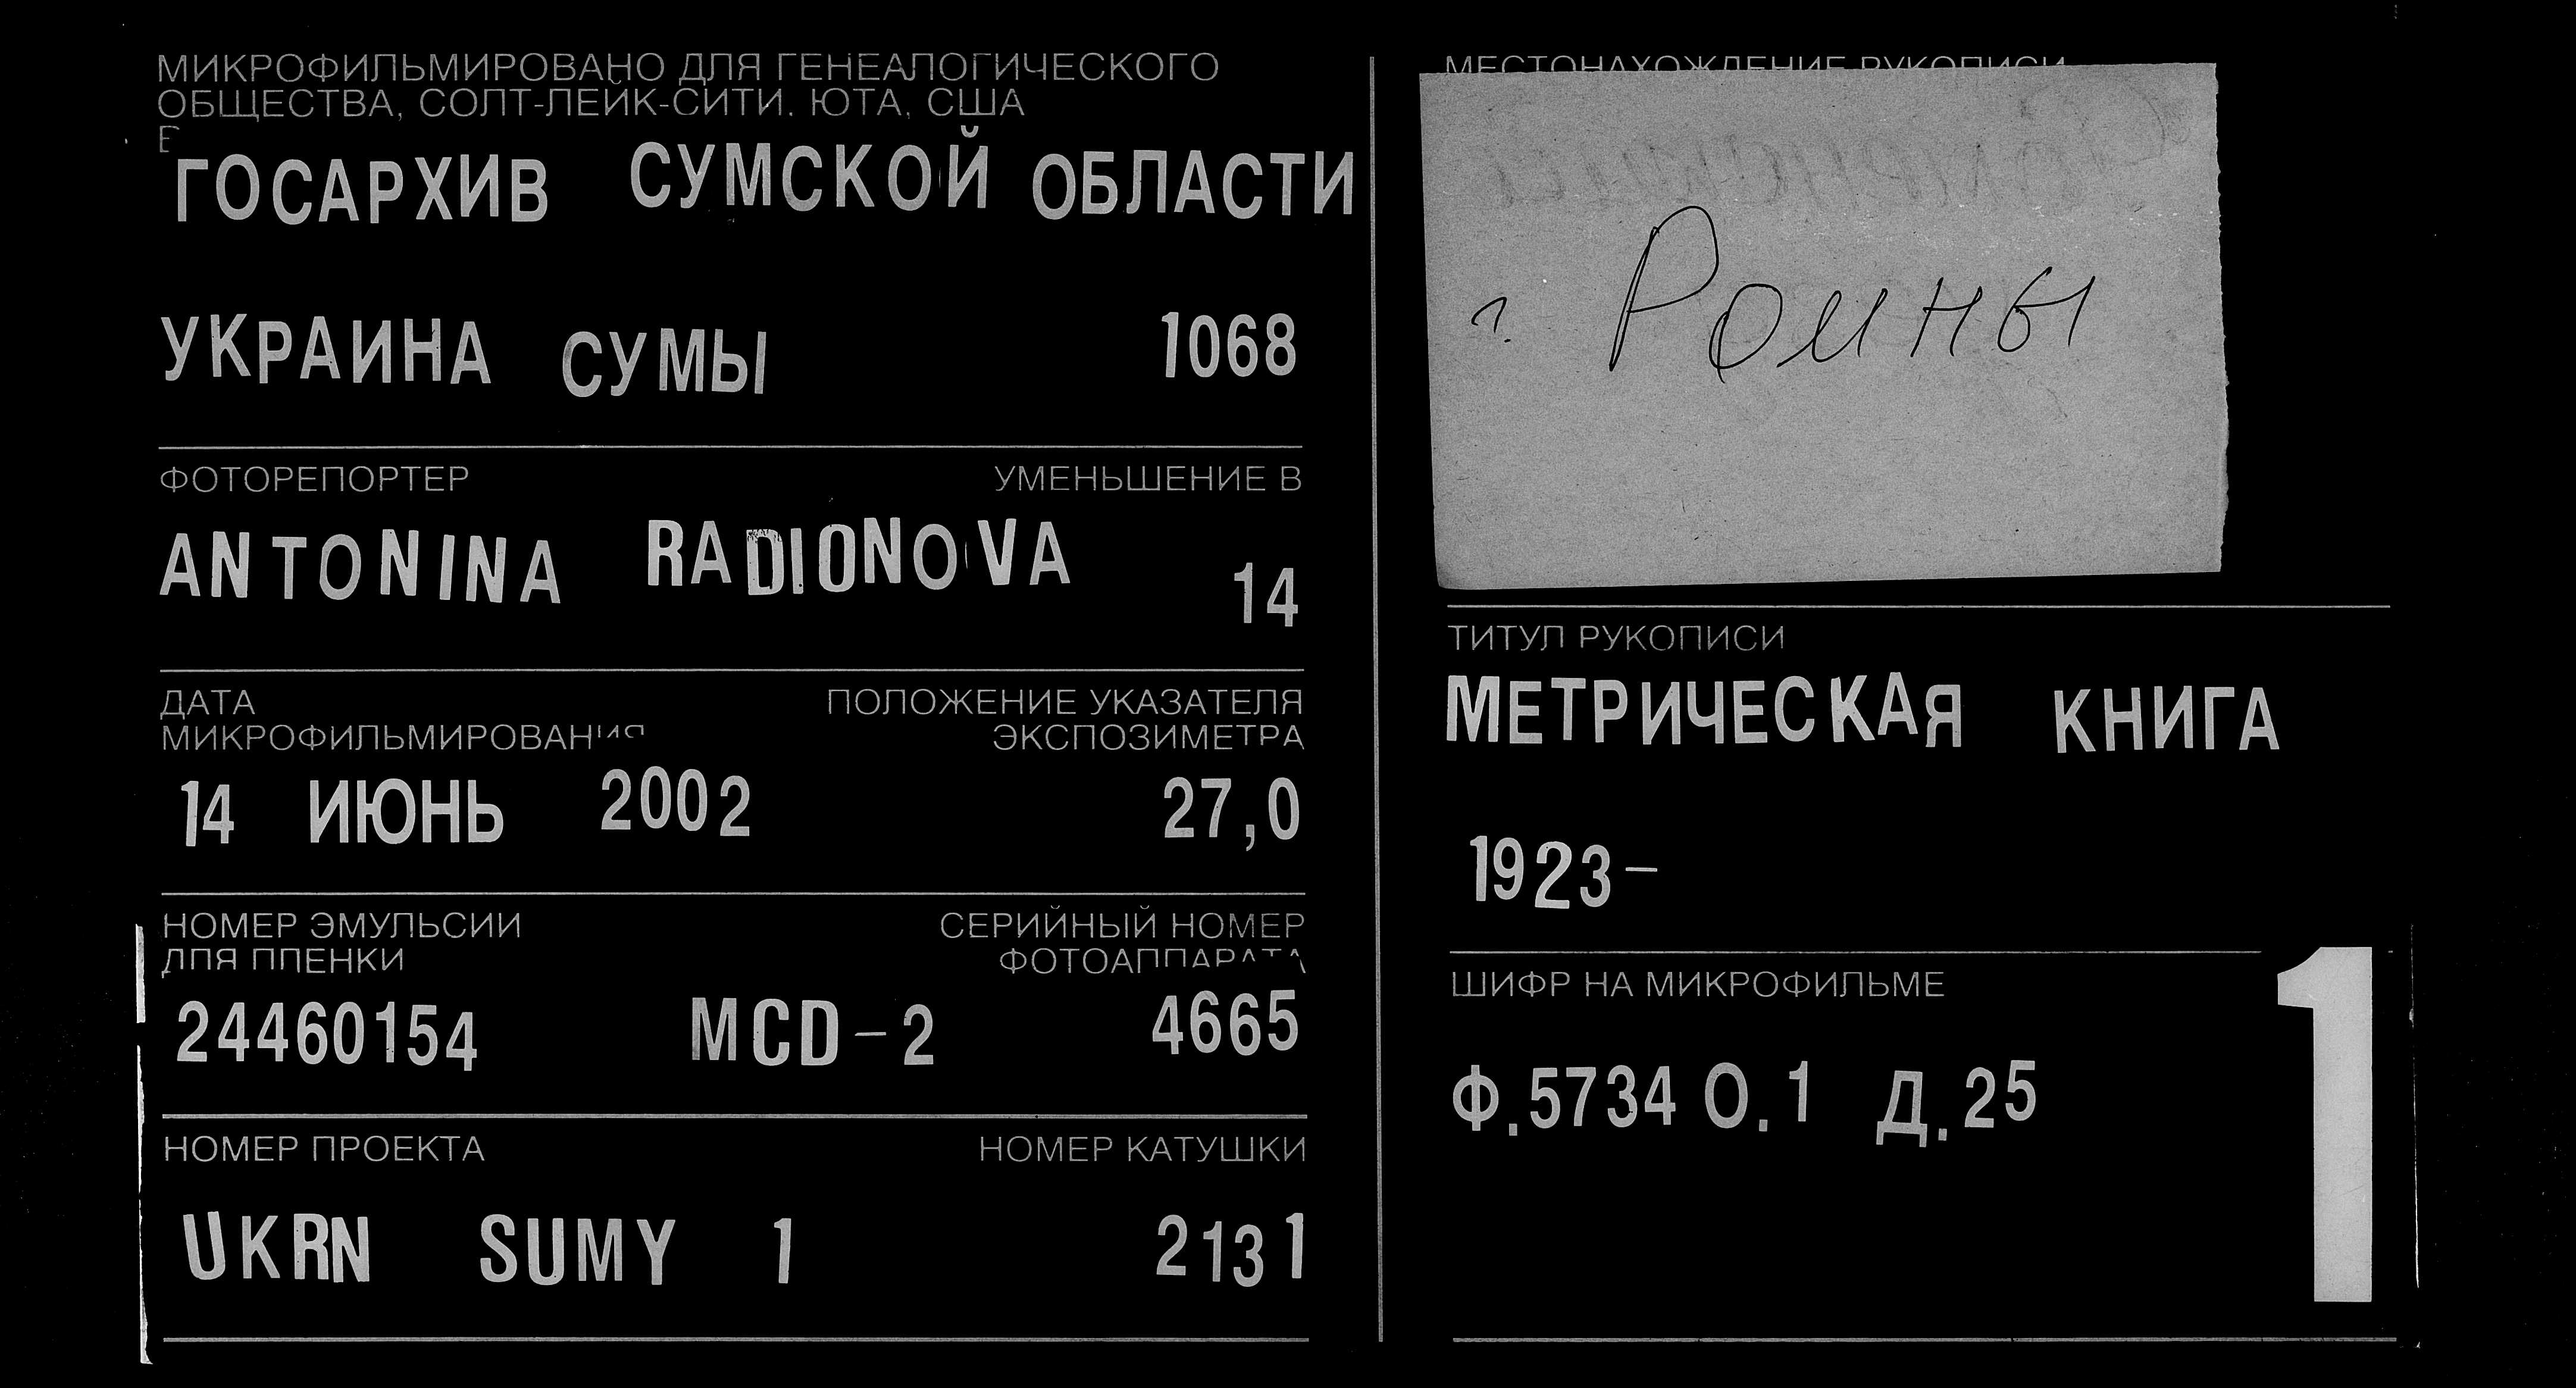 МИКРОФИЛЬМИРОВАНО ДЛЯ ГЕНЕАЛОГИЧЕСКОГО
ОБЩЕСТВА, СОЛТ-ЛЕЙК-СИТИ, ЮТА, США
В
ГОСАРХИВ СУМСКОЙ ОБЛАСТИ
УКРАИНА СУМЫ 1068
ФОТОРЕПОРТЕР УМЕНЬШЕНИЕ В
ANTONINA RADIONOVA 14
ДАТА ПОЛОЖЕНИЕ УКАЗАТЕЛЯ
МИКРОФИЛЬМИРОВАНИЯ ЭКСПОЗИМЕТРА
14 ИЮНЬ 2002 27,0
НОМЕР ЭМУЛЬСИИ СЕРИЙНЫЙ НОМЕР
ДЛЯ ПЛЕНКИ ФОТОАППАРАТА
24460154 MCD-2 4665
НОМЕР ПРОЕКТА НОМЕР КАТУШКИ
UKRN SUMY 1 2131
МЕСТОНАХОЖДЕНИЕ РУКОПИСИ
г. Ромны
ТИТУЛ РУКОПИСИ
МЕТРИЧЕСКАЯ КНИГА
1923-
ШИФР НА МИКРОФИЛЬМЕ
Ф.5734 О.1 Д.25
1